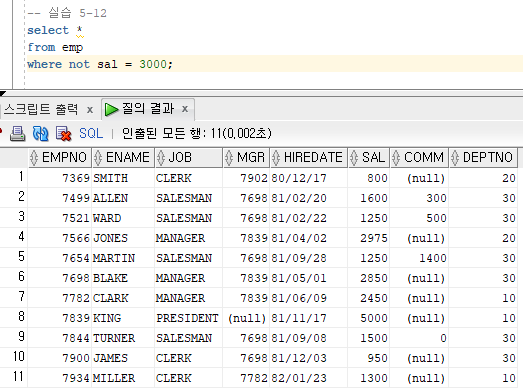 -- 실습 5-12
select *
from emp
where not sal = 3000;
스크립트 출력 x 질의 결과 x
SQL | 인출된 모든 행: 11(0,002초)
EMPNO ENAME JOB MGR HIREDATE SAL COMM DEPTNO
1 7369 SMITH CLERK 7902 80/12/17 800 (null) 20
2 7499 ALLEN SALESMAN 7698 81/02/20 1600 300 30
3 7521 WARD SALESMAN 7698 81/02/22 1250 500 30
4 7566 JONES MANAGER 7839 81/04/02 2975 (null) 20
5 7654 MARTIN SALESMAN 7698 81/09/28 1250 1400 30
6 7698 BLAKE MANAGER 7839 81/05/01 2850 (null) 30
7 7782 CLARK MANAGER 7839 81/06/09 2450 (null) 10
8 7839 KING PRESIDENT (null) 81/11/17 5000 (null) 10
9 7844 TURNER SALESMAN 7698 81/09/08 1500 0 30
10 7900 JAMES CLERK 7698 81/12/03 950 (null) 30
11 7934 MILLER CLERK 7782 82/01/23 1300 (null) 10